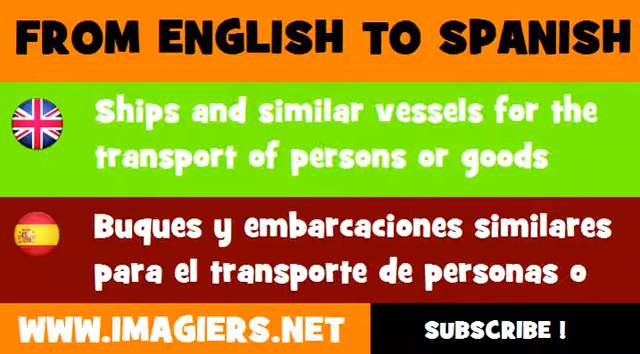 FROM ENGLISH TO SPANISH
Ships and similar vessels for the
transport of persons or goods
Buques y embarcaciones similares
para el transporte de personas o
WWW.IMAGIERS.NET
SUBSCRIBE !